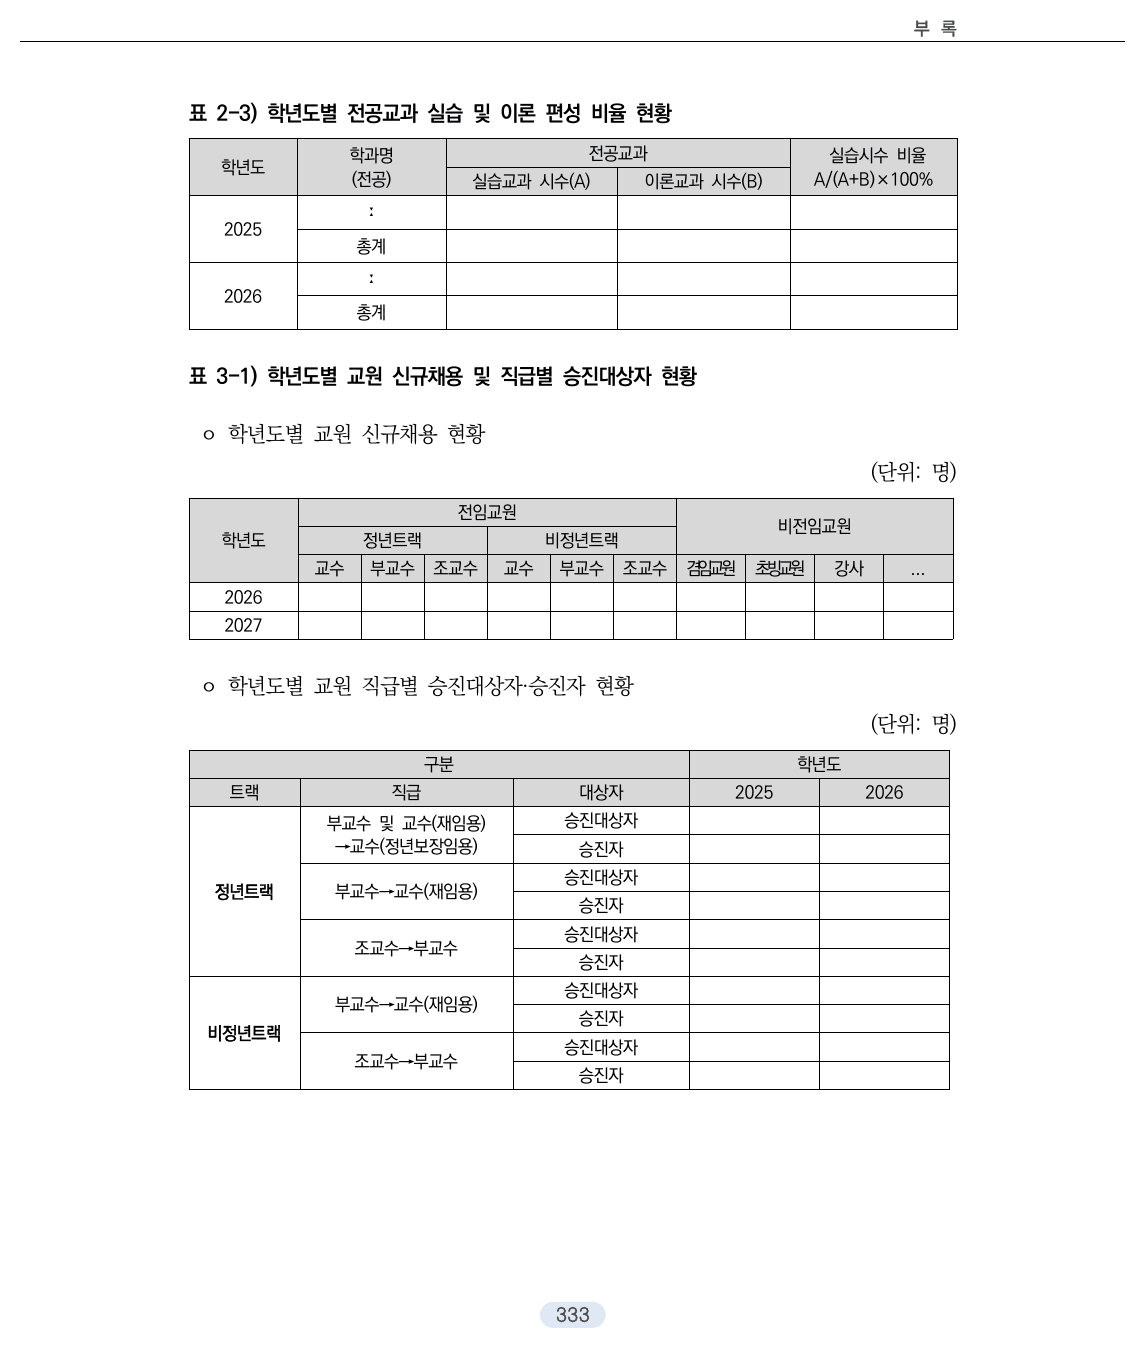 부 록
표 2-3) 학년도별 전공교과 실습 및 이론 편성 비율 현황
학년도 학과명 (전공) 전공교과 실습시수 비율 A/(A+B)×100%
실습교과 시수(A) 이론교과 시수(B)
2025 :
총계
2026 :
총계
표 3-1) 학년도별 교원 신규채용 및 직급별 승진대상자 현황
ㅇ 학년도별 교원 신규채용 현황
(단위: 명)
학년도 전임교원 비전임교원
정년트랙 비정년트랙
교수 부교수 조교수 교수 부교수 조교수 겸임교원 초빙교원 강사 ...
2026
2027
ㅇ 학년도별 교원 직급별 승진대상자·승진자 현황
(단위: 명)
구분 학년도
트랙 직급 대상자 2025 2026
정년트랙 부교수 및 교수(재임용) →교수(정년보장임용) 승진대상자
승진자
부교수→교수(재임용) 승진대상자
승진자
조교수→부교수 승진대상자
승진자
비정년트랙 부교수→교수(재임용) 승진대상자
승진자
조교수→부교수 승진대상자
승진자
333